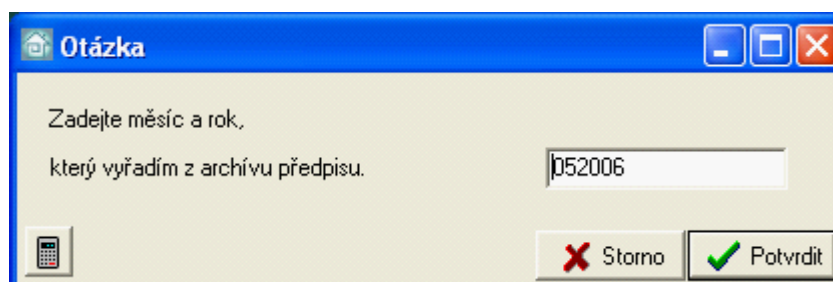 Otázka
Zadejte měsíc a rok,
který vyřadím z archívu předpisu.
052006
Storno
Potvrdit